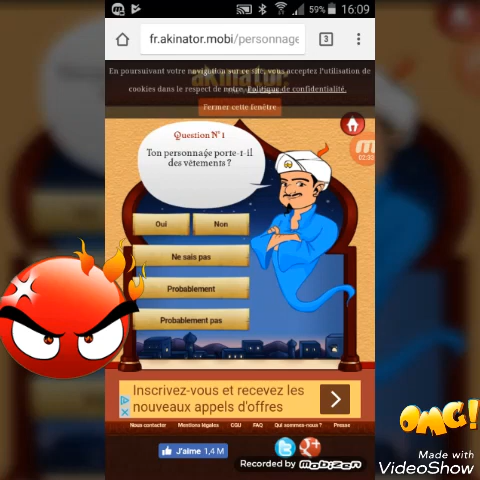 59% 16:09
fr.akinator.mobi/personnage
3
En poursuivant votre navigation sur ce site, vous acceptez l'utilisation de
cookies dans le respect de notre Politique de confidentialité.
akinator
Fermer cette fenêtre
Question N° 1
Ton personnage porte-t-il
des vêtements ?
02:03
Oui
Non
Ne sais pas
Probablement
Probablement pas
Inscrivez-vous et recevez les
nouveaux appels d'offres
Nous contacter Mentions légales CGU FAQ Qui sommes-nous ? Presse
J'aime 1,4 M
Recorded by mobizen
OMG!
Made with
VideoShow